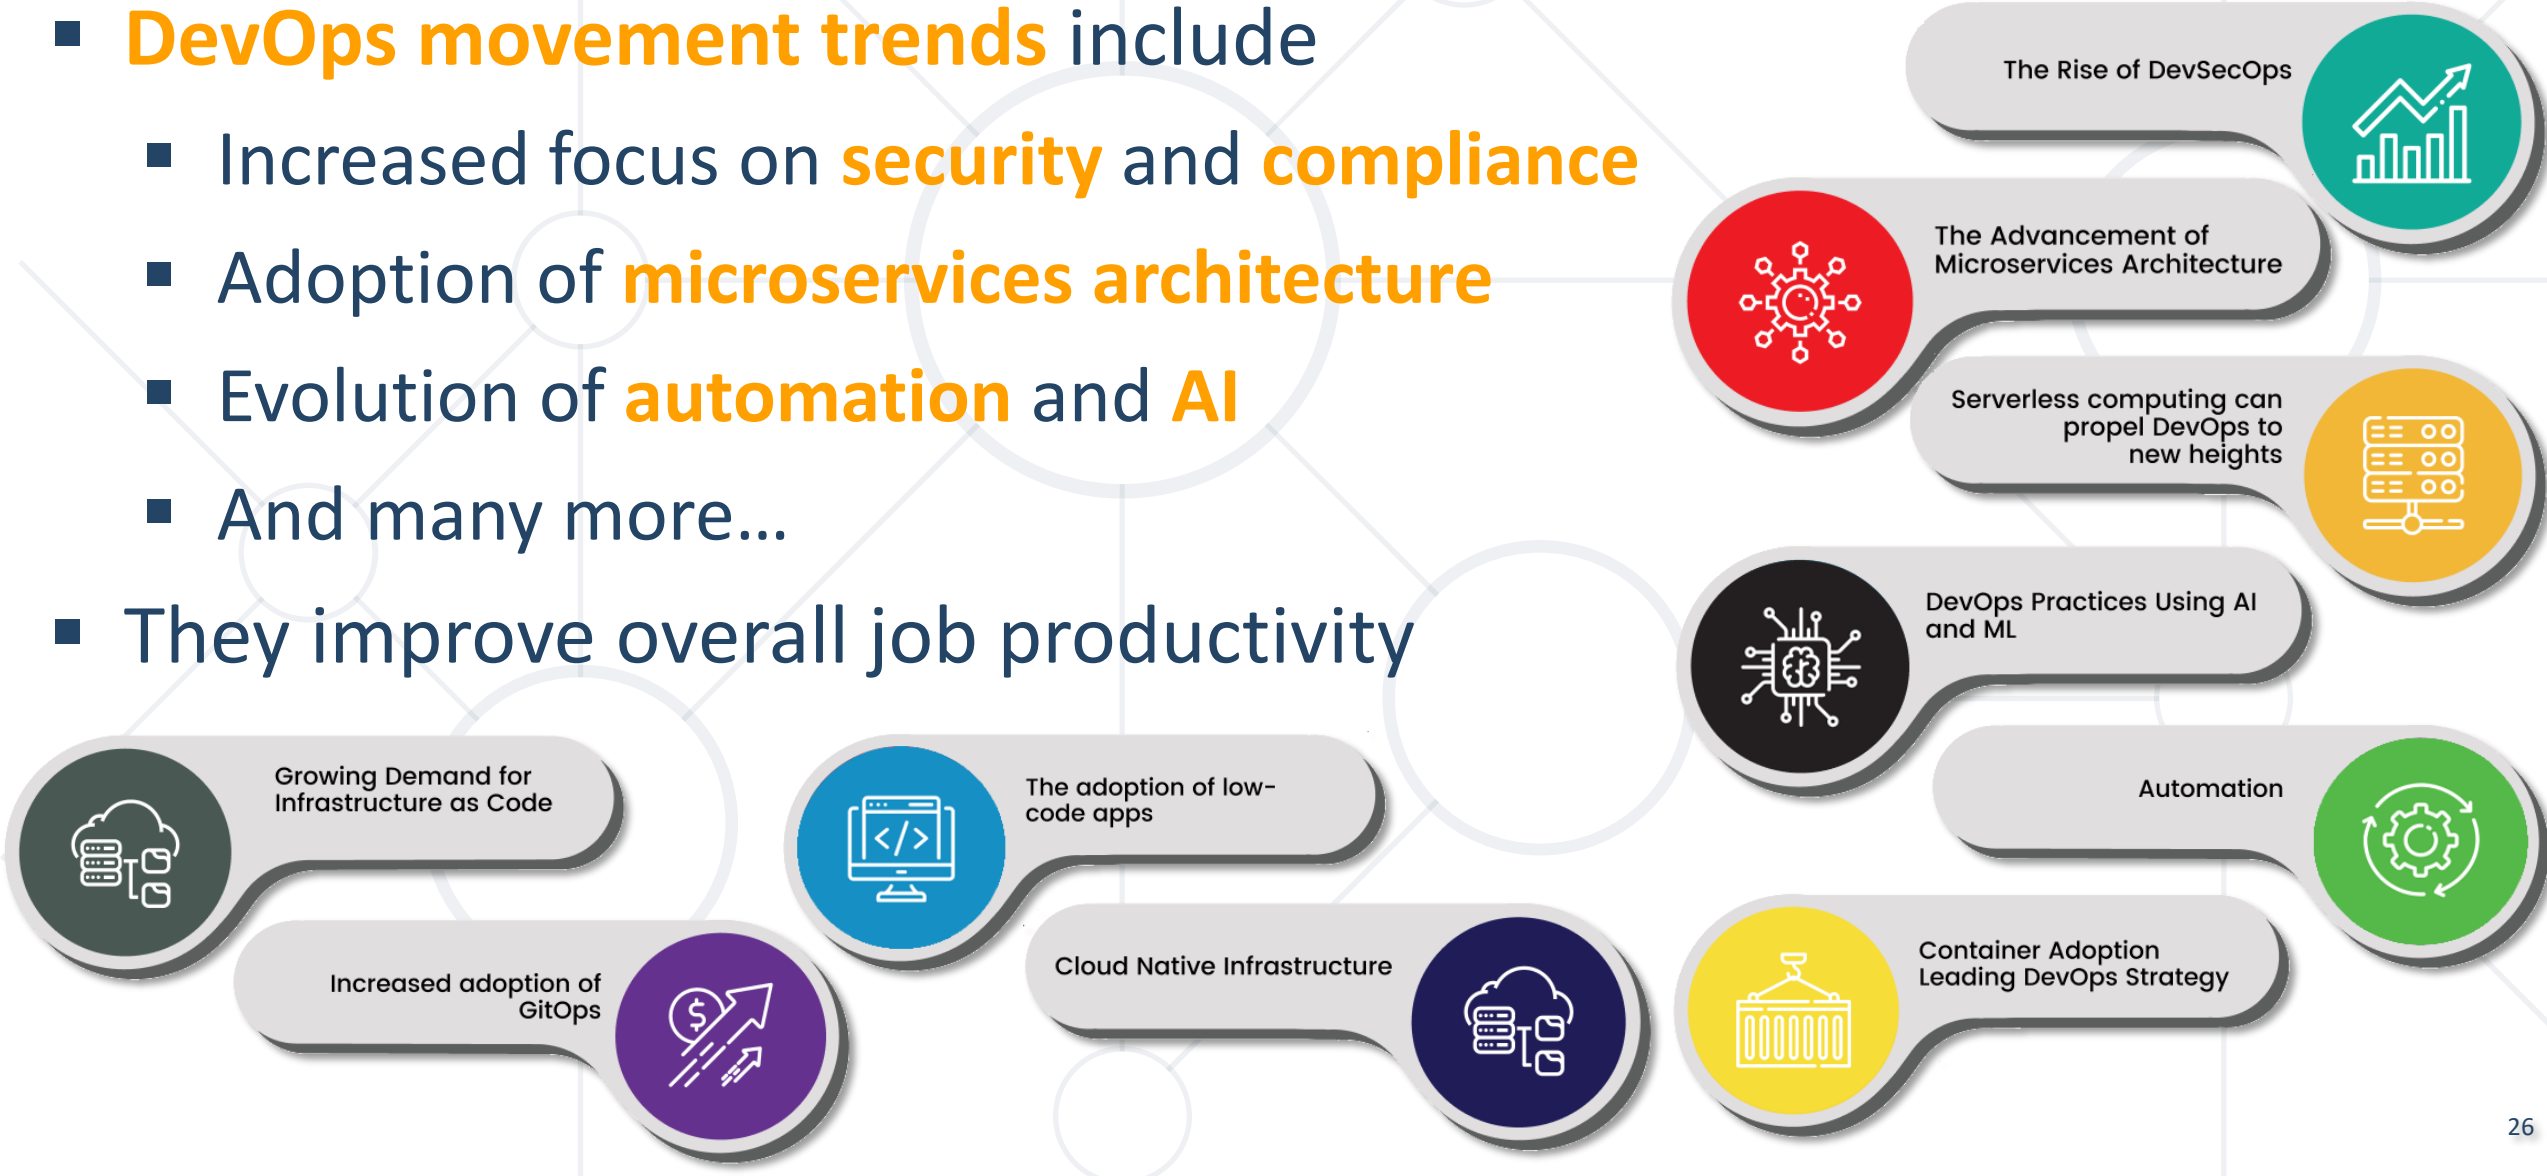 DevOps movement trends include
Increased focus on security and compliance
Adoption of microservices architecture
Evolution of automation and AI
And many more…
They improve overall job productivity
The Rise of DevSecOps
The Advancement of
Microservices Architecture
Serverless computing can
propel DevOps to
new heights
DevOps Practices Using AI
and ML
Automation
Container Adoption
Leading DevOps Strategy
Growing Demand for
Infrastructure as Code
Increased adoption of
GitOps
The adoption of low-
code apps
Cloud Native Infrastructure
26